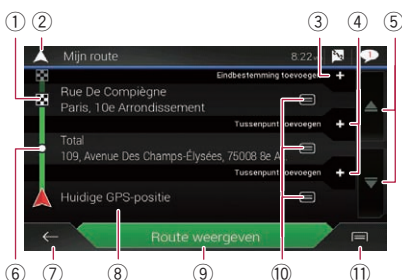 ① ② ③ ④ ⑤
Mijn route 8:22 1
Eindbestemming toevoegen +
Rue De Compiègne
Paris, 10e Arrondissement
Tussenpunt toevoegen +
Total
109, Avenue Des Champs-Élysées, 75008 8e A...
Tussenpunt toevoegen +
Huidige GPS-positie
Route weergeven
⑥ ⑦ ⑧ ⑨ ⑩ ⑪